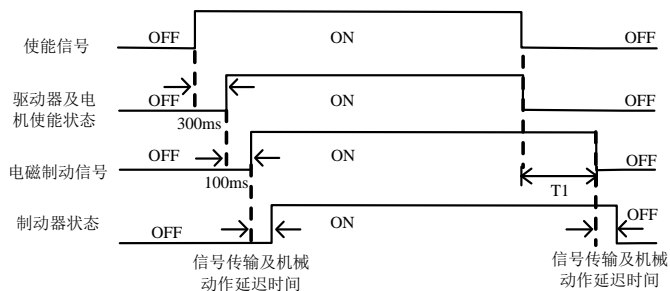 使能信号
OFF
ON
OFF
驱动器及电
机使能状态
OFF
ON
OFF
300ms
电磁制动信号
OFF
ON
OFF
100ms
T1
制动器状态
OFF
ON
OFF
信号传输及机械
动作延迟时间
信号传输及机械
动作延迟时间